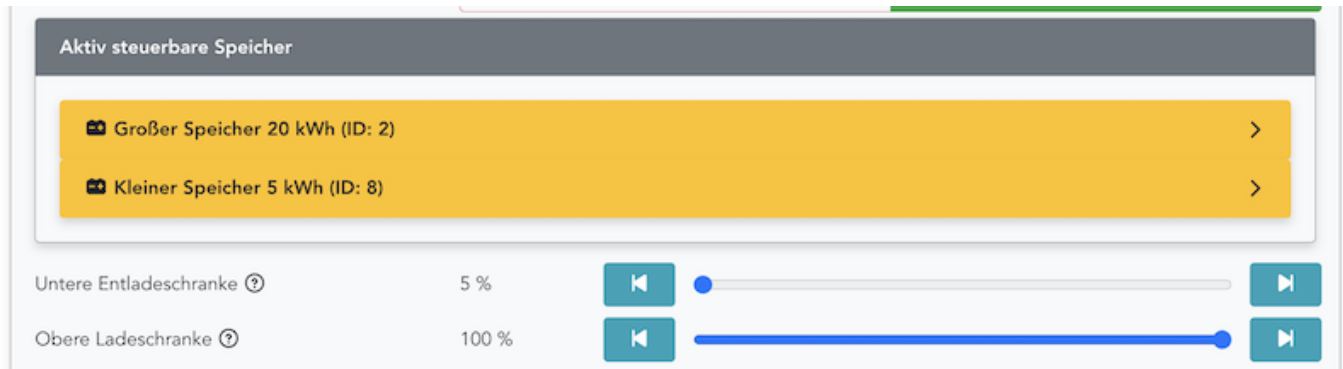 Aktiv steuerbare Speicher
Großer Speicher 20 kWh (ID: 2)
Kleiner Speicher 5 kWh (ID: 8)
Untere Entladeschranke 5 %
Obere Ladeschranke 100 %